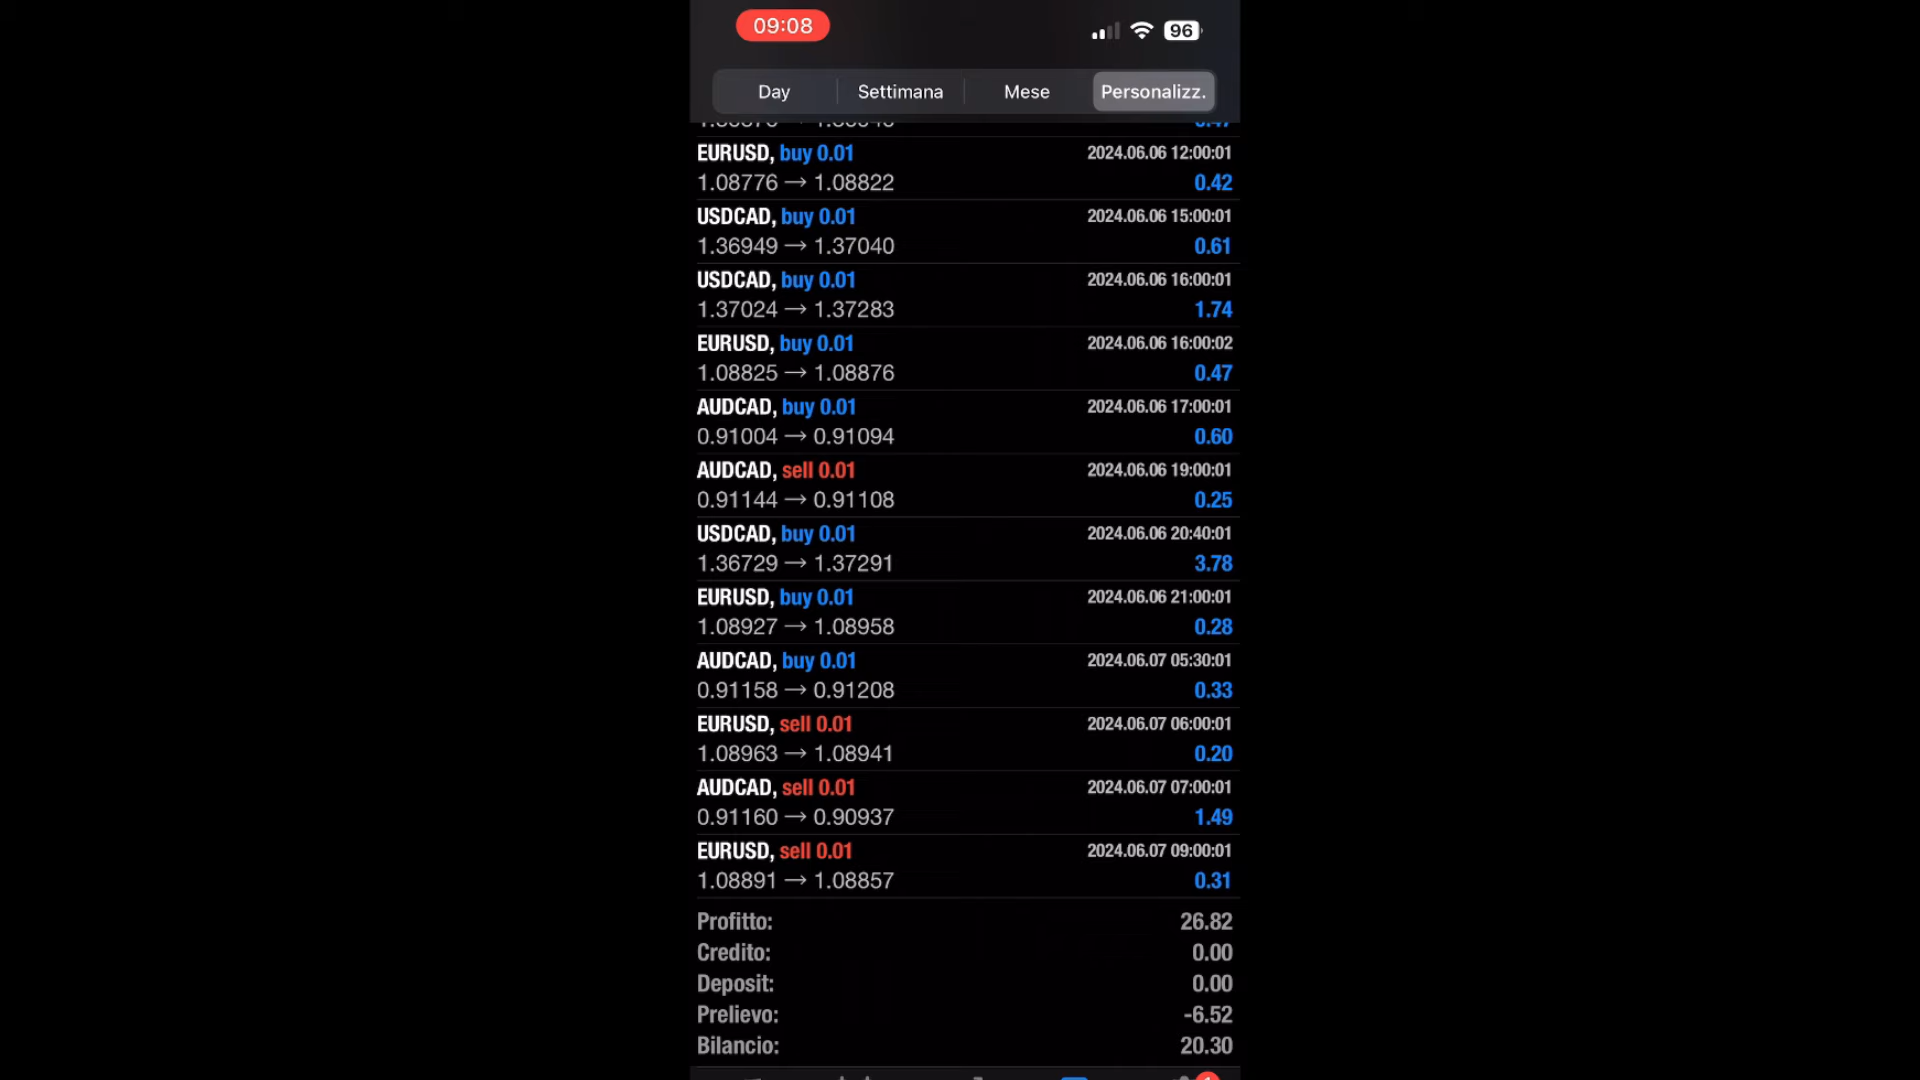 09:08
96
Day Settimana Mese Personalizz.
EURUSD, buy 0.01 2024.06.06 12:00:01
1.08776 → 1.08822 0.42
USDCAD, buy 0.01 2024.06.06 15:00:01
1.36949 → 1.37040 0.61
USDCAD, buy 0.01 2024.06.06 16:00:01
1.37024 → 1.37283 1.74
EURUSD, buy 0.01 2024.06.06 16:00:02
1.08825 → 1.08876 0.47
AUDCAD, buy 0.01 2024.06.06 17:00:01
0.91004 → 0.91094 0.60
AUDCAD, sell 0.01 2024.06.06 19:00:01
0.91144 → 0.91108 0.25
USDCAD, buy 0.01 2024.06.06 20:40:01
1.36729 → 1.37291 3.78
EURUSD, buy 0.01 2024.06.06 21:00:01
1.08927 → 1.08958 0.28
AUDCAD, buy 0.01 2024.06.07 05:30:01
0.91158 → 0.91208 0.33
EURUSD, sell 0.01 2024.06.07 06:00:01
1.08963 → 1.08941 0.20
AUDCAD, sell 0.01 2024.06.07 07:00:01
0.91160 → 0.90937 1.49
EURUSD, sell 0.01 2024.06.07 09:00:01
1.08891 → 1.08857 0.31
Profitto: 26.82
Credito: 0.00
Deposit: 0.00
Prelievo: -6.52
Bilancio: 20.30